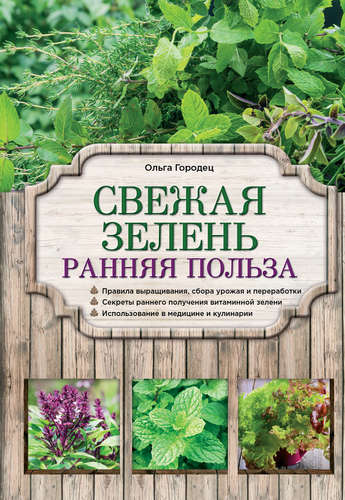 Ольга Городец
СВЕЖАЯ
ЗЕЛЕНЬ
РАННЯЯ ПОЛЬЗА
Правила выращивания, сбора урожая и переработки
Секреты раннего получения витаминной зелени
Использование в медицине и кулинарии